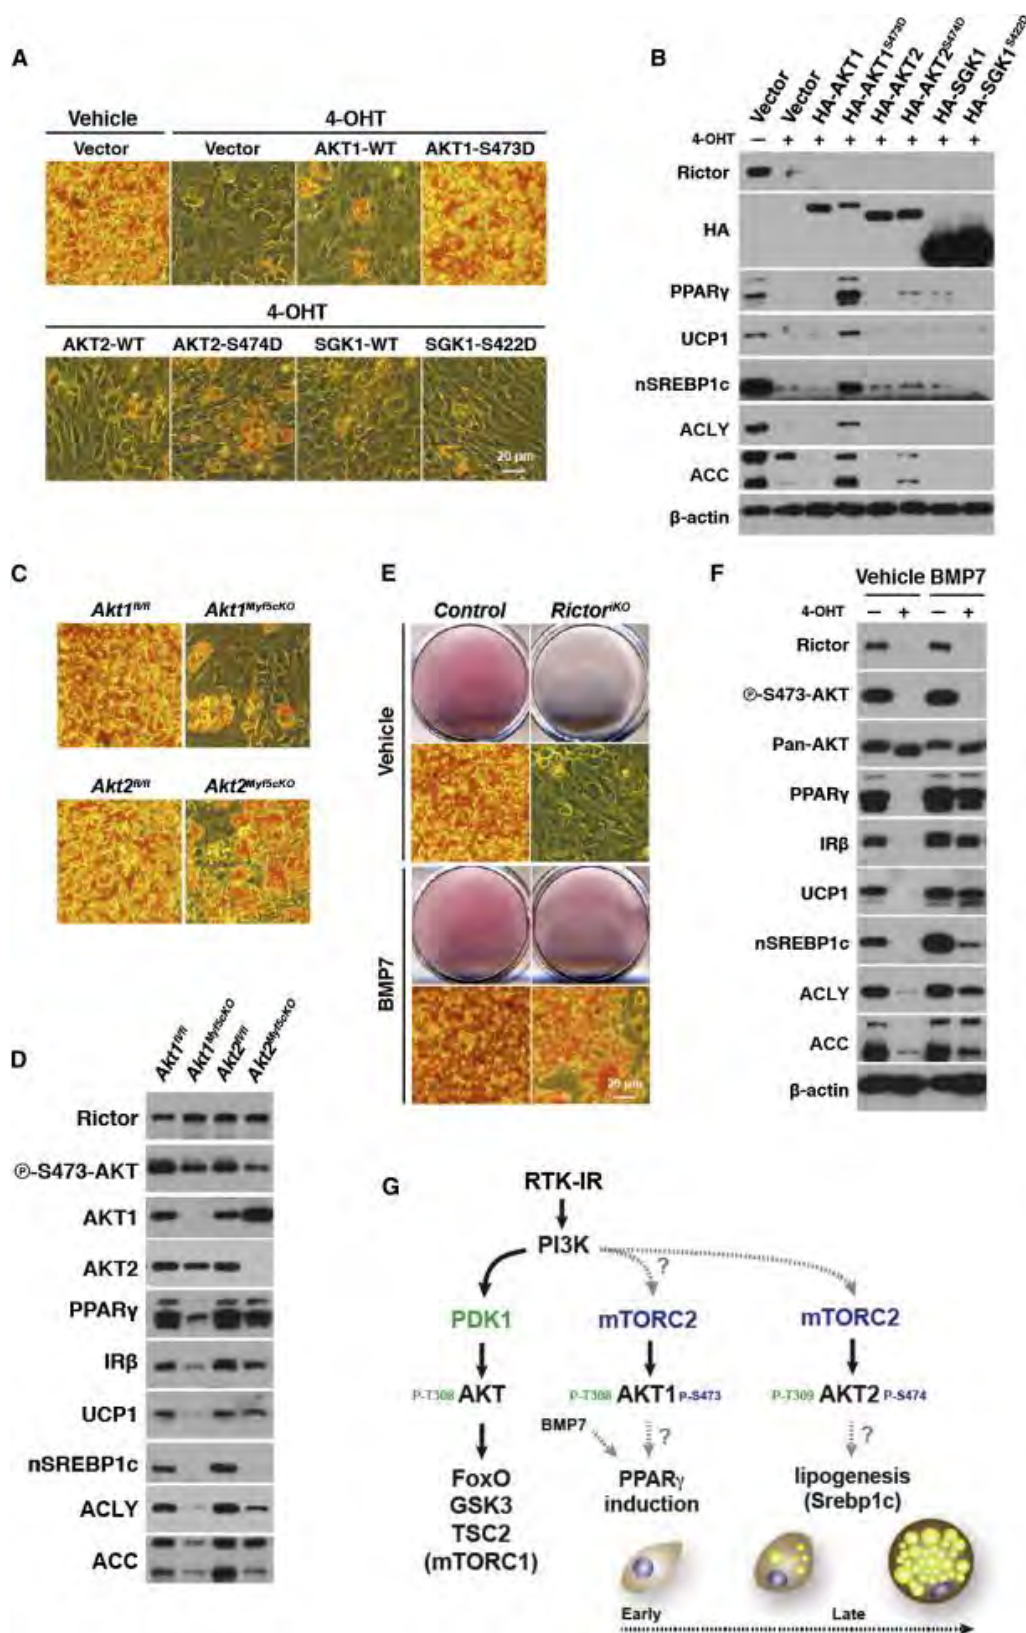 A
Vehicle
4-OHT
Vector
Vector
AKT1-WT
AKT1-S473D
4-OHT
AKT2-WT
AKT2-S474D
SGK1-WT
SGK1-S422D
20 µm
B
Vector
Vector
HA-AKT1
HA-AKT1S473D
HA-AKT2
HA-AKT2S474D
HA-SGK1
HA-SGK1S422D
4-OHT − + + + + + + +
Rictor
HA
PPARγ
UCP1
nSREBP1c
ACLY
ACC
β-actin
C
Akt1fl/fl
Akt1Myf5cKO
Akt2fl/fl
Akt2Myf5cKO
D
Akt1fl/fl
Akt1Myf5cKO
Akt2fl/fl
Akt2Myf5cKO
Rictor
Ⓟ-S473-AKT
AKT1
AKT2
PPARγ
IRβ
UCP1
nSREBP1c
ACLY
ACC
E
Control
RictoriKO
Vehicle
BMP7
20 µm
F
Vehicle BMP7
4-OHT − + − +
Rictor
Ⓟ-S473-AKT
Pan-AKT
PPARγ
IRβ
UCP1
nSREBP1c
ACLY
ACC
β-actin
G
RTK-IR
PI3K
?
PDK1
mTORC2
mTORC2
P-T308 AKT
P-T308 AKT1 P-S473
P-T309 AKT2 P-S474
BMP7
?
?
FoxO
GSK3
TSC2
(mTORC1)
PPARγ
induction
lipogenesis
(Srebp1c)
Early
Late